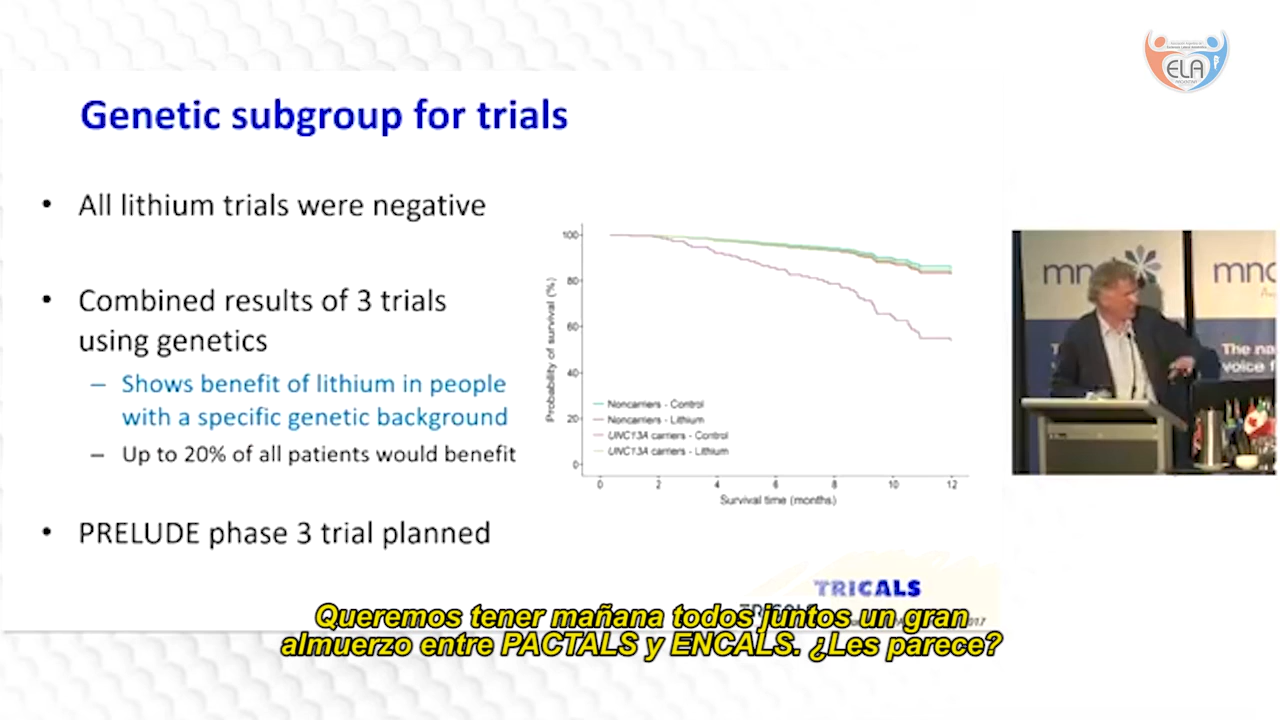 ELA
Genetic subgroup for trials
• All lithium trials were negative
• Combined results of 3 trials
using genetics
– Shows benefit of lithium in people
with a specific genetic background
– Up to 20% of all patients would benefit
• PRELUDE phase 3 trial planned
Probability of survival (%)
100
80
60
40
20
0
Noncarriers - Control
Noncarriers - Lithium
UNC13A carriers - Control
UNC13A carriers - Lithium
0 2 4 6 8 10 12
Survival time (months)
mnd
mnd
The na
voice f
TRICALS
2017
Queremos tener mañana todos juntos un gran
almuerzo entre PACTALS y ENCALS. ¿Les parece?